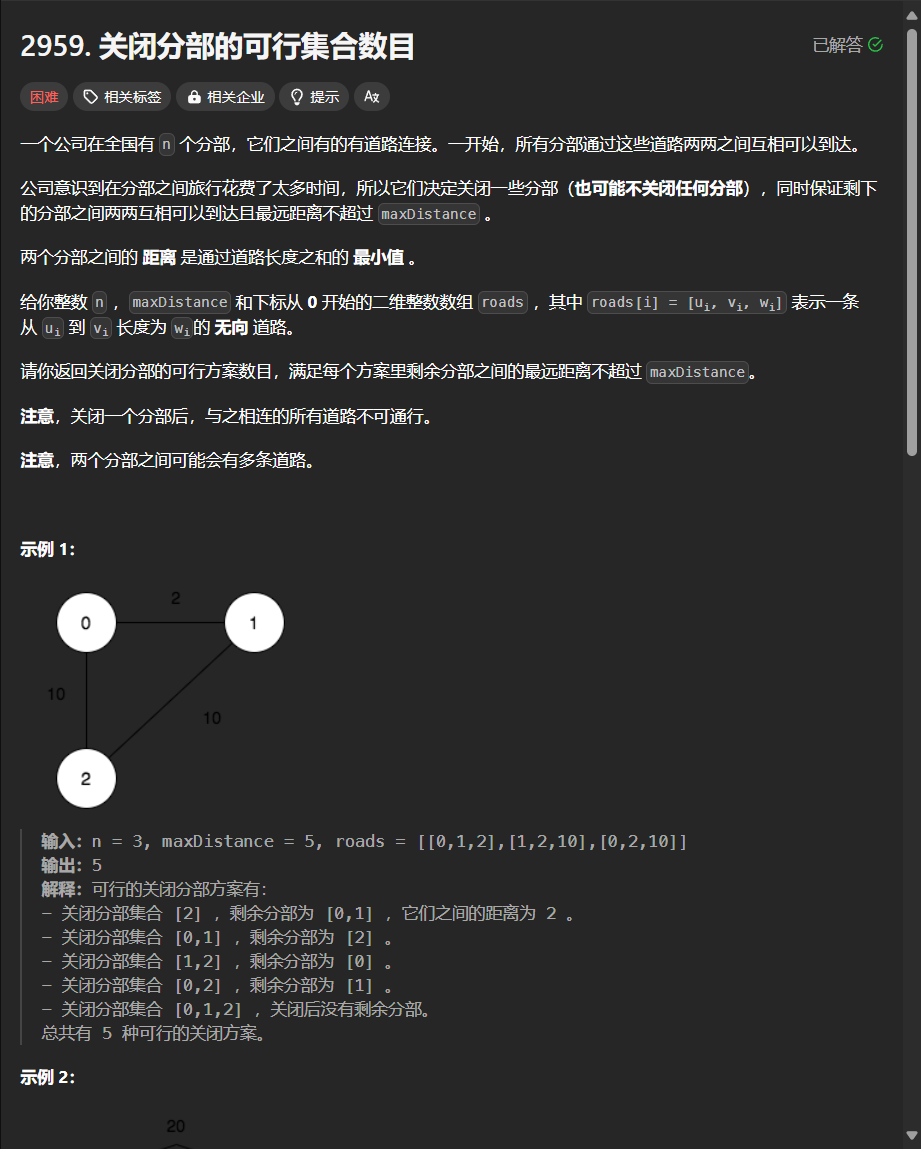 2959. 关闭分部的可行集合数目
已解答
困难 相关标签 相关企业 提示
一个公司在全国有 n 个分部，它们之间有的有道路连接。一开始，所有分部通过这些道路两两之间互相可以到达。
公司意识到在分部之间旅行花费了太多时间，所以它们决定关闭一些分部（也可能不关闭任何分部），同时保证剩下
的分部之间两两互相可以到达且最远距离不超过 maxDistance 。
两个分部之间的 距离 是通过道路长度之和的 最小值 。
给你整数 n ，maxDistance 和下标从 0 开始的二维整数数组 roads ，其中 roads[i] = [ui, vi, wi] 表示一条
从 ui 到 vi 长度为 wi的 无向 道路。
请你返回关闭分部的可行方案数目，满足每个方案里剩余分部之间的最远距离不超过 maxDistance。
注意，关闭一个分部后，与之相连的所有道路不可通行。
注意，两个分部之间可能会有多条道路。
示例 1：
2
0
1
10
10
2
输入：n = 3, maxDistance = 5, roads = [[0,1,2],[1,2,10],[0,2,10]]
输出：5
解释：可行的关闭分部方案有：
- 关闭分部集合 [2] ，剩余分部为 [0,1] ，它们之间的距离为 2 。
- 关闭分部集合 [0,1] ，剩余分部为 [2] 。
- 关闭分部集合 [1,2] ，剩余分部为 [0] 。
- 关闭分部集合 [0,2] ，剩余分部为 [1] 。
- 关闭分部集合 [0,1,2] ，关闭后没有剩余分部。
总共有 5 种可行的关闭方案。
示例 2：
20